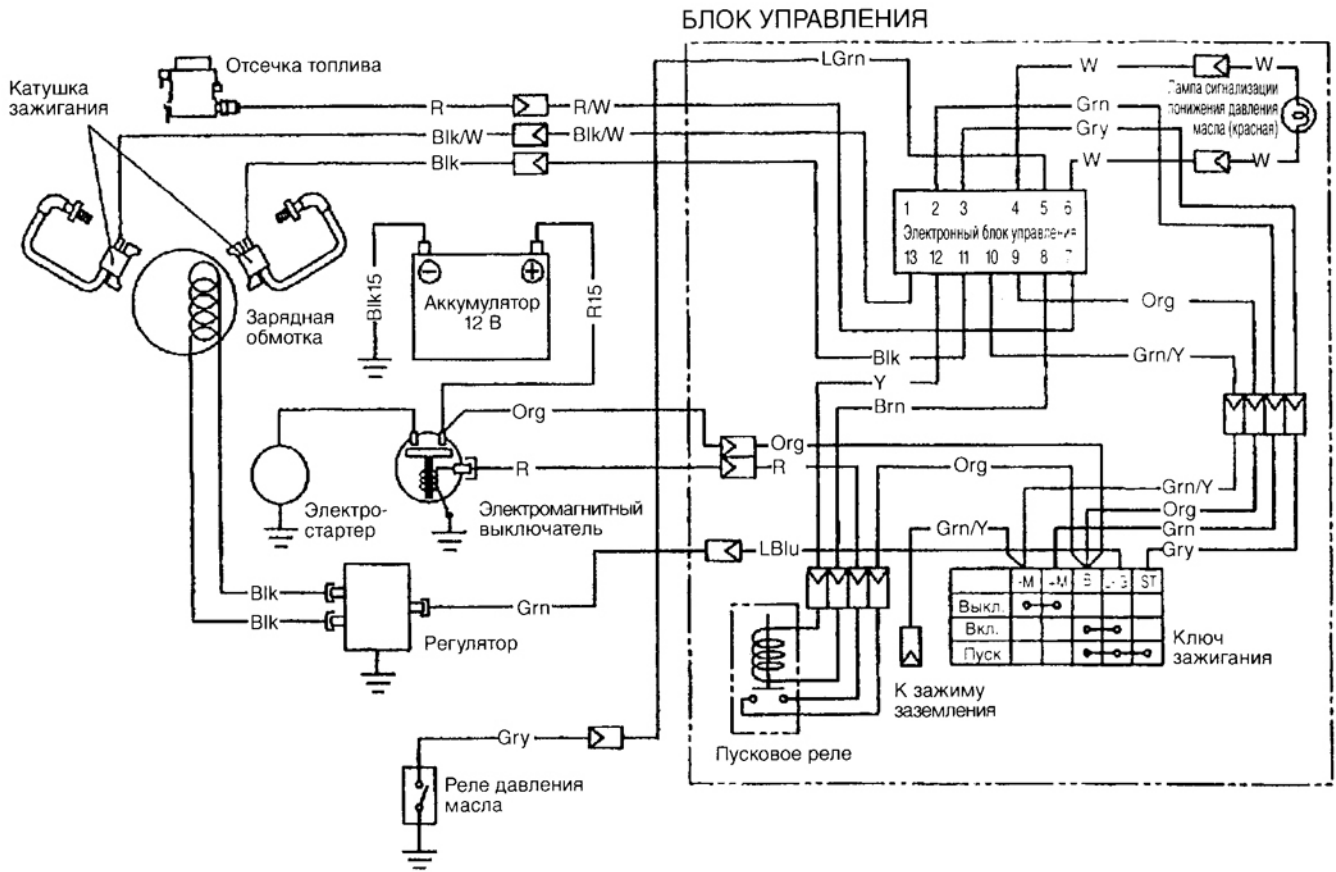 БЛОК УПРАВЛЕНИЯ
Отсечка топлива
Катушка
зажигания
LGrn
W
W
Лампа сигнализации
понижения давления
масла (красная)
R
R/W
Grn
Blk/W
Blk/W
Gry
Blk
W
W
1 2 3 4 5 6
Электронный блок управления
13 12 11 10 9 8 7
Blk15
Аккумулятор
12 В
R15
Зарядная
обмотка
Org
Blk
Grn/Y
Y
Brn
Org
Org
R
R
Org
Электро-
стартер
Электромагнитный
выключатель
Grn/Y
Org
Grn
Gry
Grn/Y
LBlu
-M +M B ST
Выкл.
Вкл.
Пуск
Ключ
зажигания
Blk
Blk
Grn
Регулятор
К зажиму
заземления
Пусковое реле
Gry
Реле давления
масла